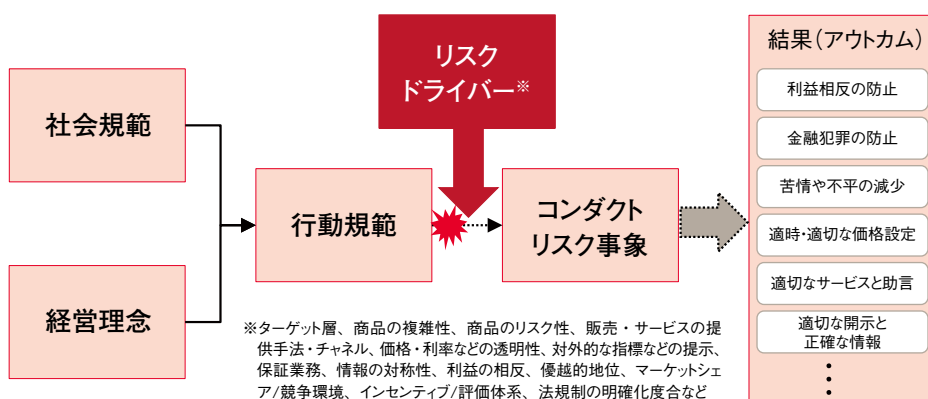 社会規範
経営理念
行動規範
リスク
ドライバー※
コンダクト
リスク事象
結果（アウトカム）
利益相反の防止
金融犯罪の防止
苦情や不平の減少
適時・適切な価格設定
適切なサービスと助言
適切な開示と
正確な情報
※ターゲット層、商品の複雑性、商品のリスク性、販売・サービスの提
供手法・チャネル、価格・利率などの透明性、対外的な指標などの提示、
保証業務、情報の対称性、利益の相反、優越的地位、マーケットシェ
ア/競争環境、インセンティブ/評価体系、法規制の明確化度合など